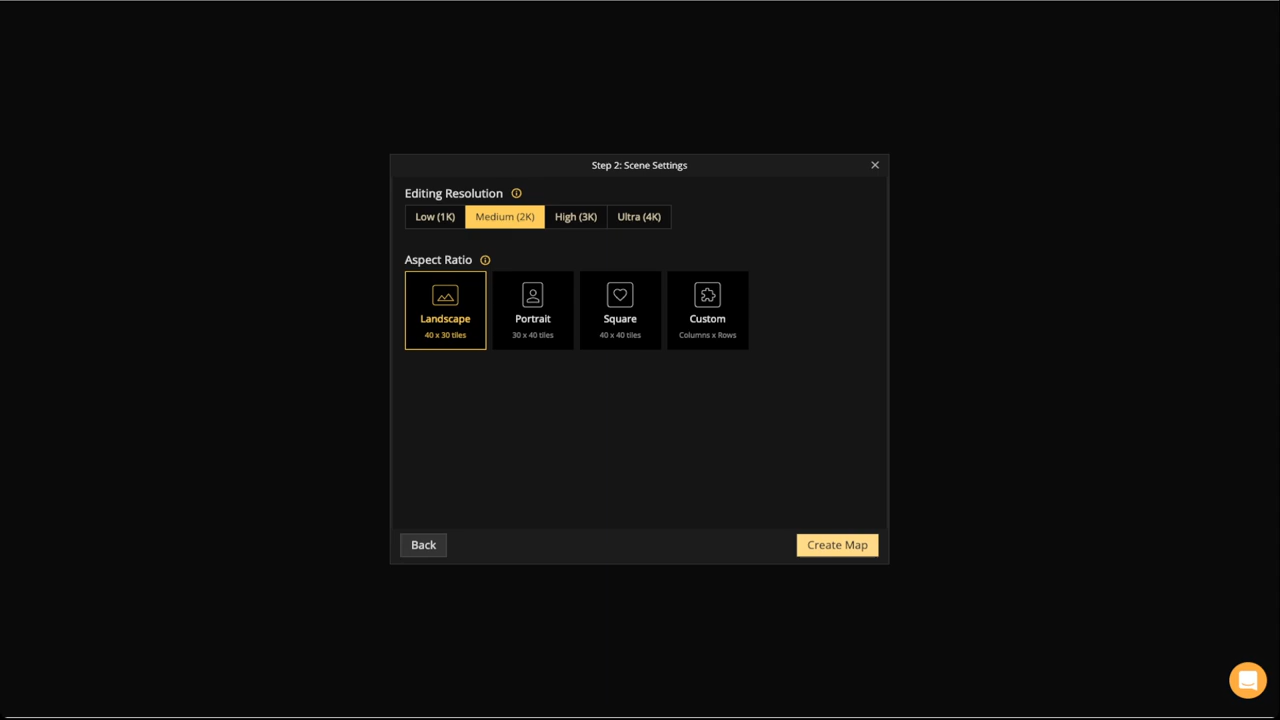 Step 2: Scene Settings
Editing Resolution
Low (1K) Medium (2K) High (3K) Ultra (4K)
Aspect Ratio
Landscape Portrait Square Custom
40 x 30 tiles 30 x 40 tiles 40 x 40 tiles Columns x Rows
Back Create Map